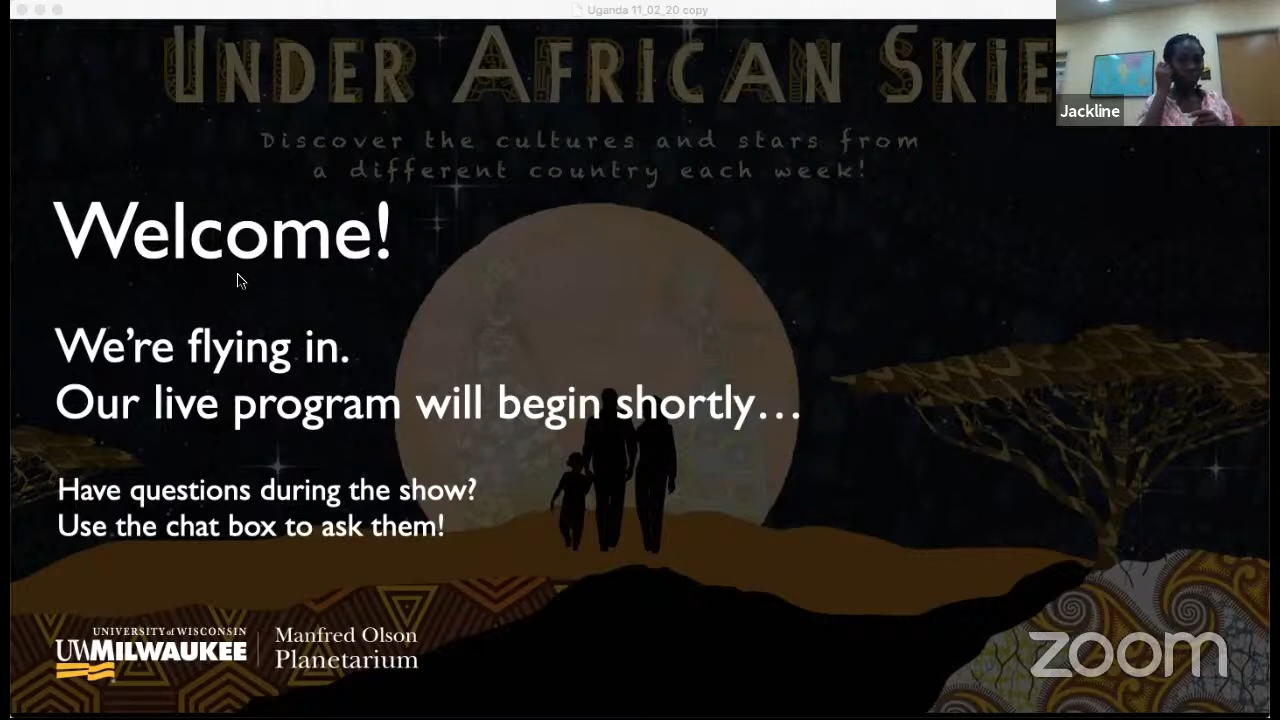 Uganda 11_02_20 copy
UNDER AFRICAN SKIE
Jackline
Discover the cultures and stars from
a different country each week!
Welcome!
We're flying in.
Our live program will begin shortly…
Have questions during the show?
Use the chat box to ask them!
UNIVERSITY of WISCONSIN
UWMILWAUKEE
Manfred Olson
Planetarium
zoom